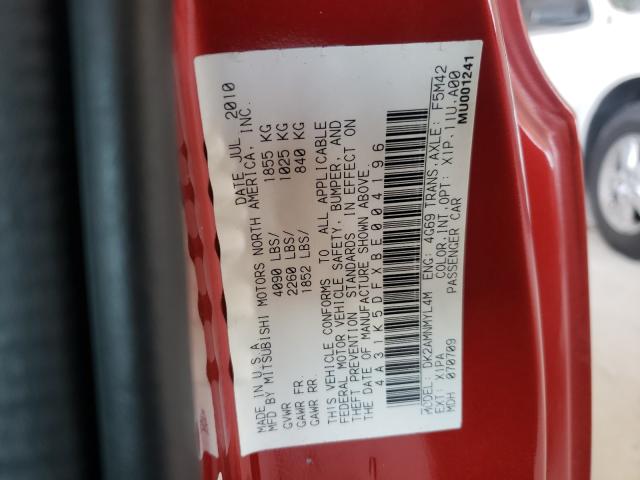 MADE IN U.S.A. DATE JUL 2010
MFD BY MITSUBISHI MOTORS NORTH AMERICA, INC.
GVWR 4090 LBS/ 1855 KG
GAWR FR. 2260 LBS/ 1025 KG
GAWR RR. 1852 LBS/ 840 KG
THIS VEHICLE CONFORMS TO ALL APPLICABLE
FEDERAL MOTOR VEHICLE SAFETY, BUMPER, AND
THEFT PREVENTION STANDARDS IN EFFECT ON
THE DATE OF MANUFACTURE SHOWN ABOVE.
4A31K5DFXBE004196
MODEL: DK2AMNMYL4M ENG: 4G69 TRANS AXLE: F5M42
EXT: X1PA COLOR.INT.OPT: X1P.11U.A00
MDH 070709 PASSENGER CAR MU001241